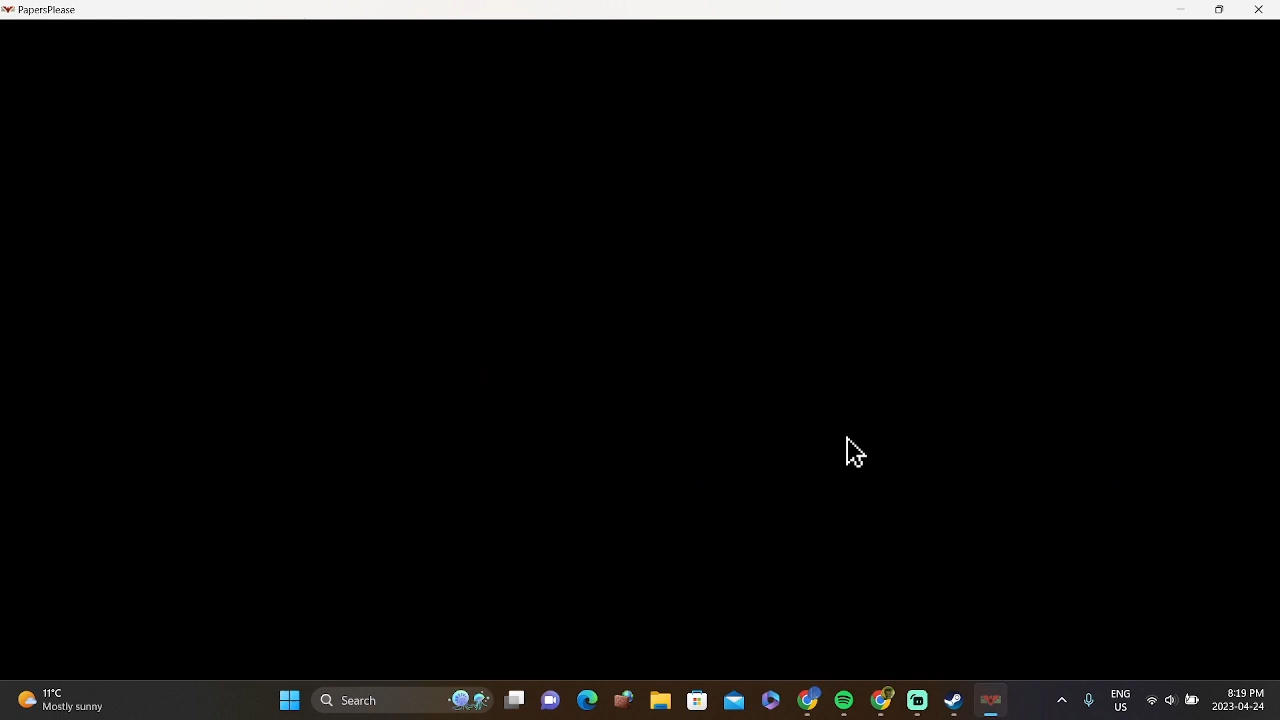 PapersPlease
11°C
Mostly sunny
Search
ENG
US
8:19 PM
2023-04-24